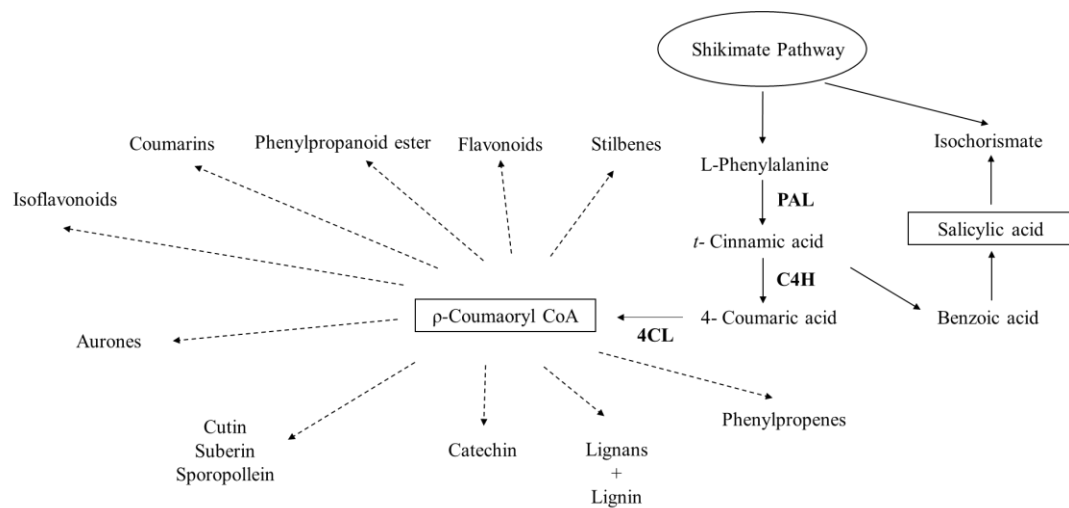 Shikimate Pathway
Coumarins
Phenylpropanoid ester
Flavonoids
Stilbenes
Isochorismate
L-Phenylalanine
Isoflavonoids
PAL
Salicylic acid
t- Cinnamic acid
C4H
ρ-Coumaoryl CoA
4CL
4- Coumaric acid
Benzoic acid
Aurones
Phenylpropenes
Cutin
Suberin
Sporopollein
Catechin
Lignans
+
Lignin